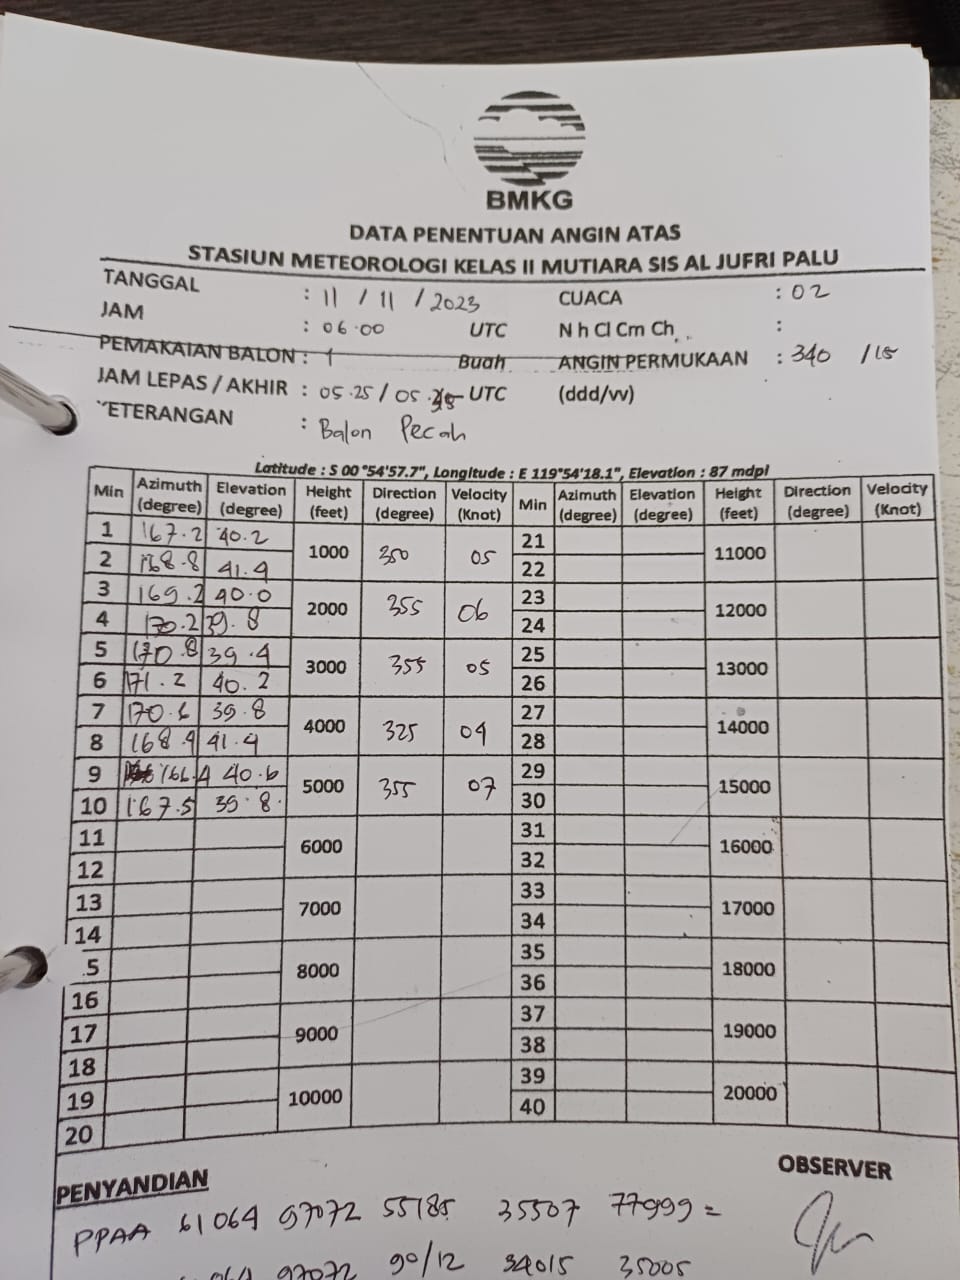 BMKG
DATA PENENTUAN ANGIN ATAS
STASIUN METEOROLOGI KELAS II MUTIARA SIS AL JUFRI PALU
TANGGAL : 11 / 11 / 2023 CUACA : 02
JAM : 06.00 UTC N h Cl Cm Ch :
PEMAKAIAN BALON : 1 Buah ANGIN PERMUKAAN : 340 /15
JAM LEPAS / AKHIR : 05.25 / 05. UTC (ddd/vv)
KETERANGAN : Balon Pecah
Latitude : S 00 °54'57.7", Longitude : E 119°54'18.1", Elevation : 87 mdpl
Min Azimuth (degree) Elevation (degree) Height (feet) Direction (degree) Velocity (Knot) Min Azimuth (degree) Elevation (degree) Height (feet) Direction (degree) Velocity (Knot)
1 167.2 40.2 1000 350 05 21 11000
2 168.8 41.4 22
3 169.2 40.0 2000 355 06 23 12000
4 170.2 39.8 24
5 170.8 39.4 3000 355 05 25 13000
6 171.2 40.2 26
7 170.6 39.8 4000 325 04 27 14000
8 168.4 41.4 28
9 166.4 40.6 5000 355 07 29 15000
10 167.5 39.8 30
11 6000 31 16000
12 32
13 7000 33 17000
14 34
5 8000 35 18000
16 36
17 9000 37 19000
18 38
19 10000 39 20000
20 40
PENYANDIAN OBSERVER
PPAA 61064 97072 55185 35507 77999 =
064 97072 90/12 34015 35005